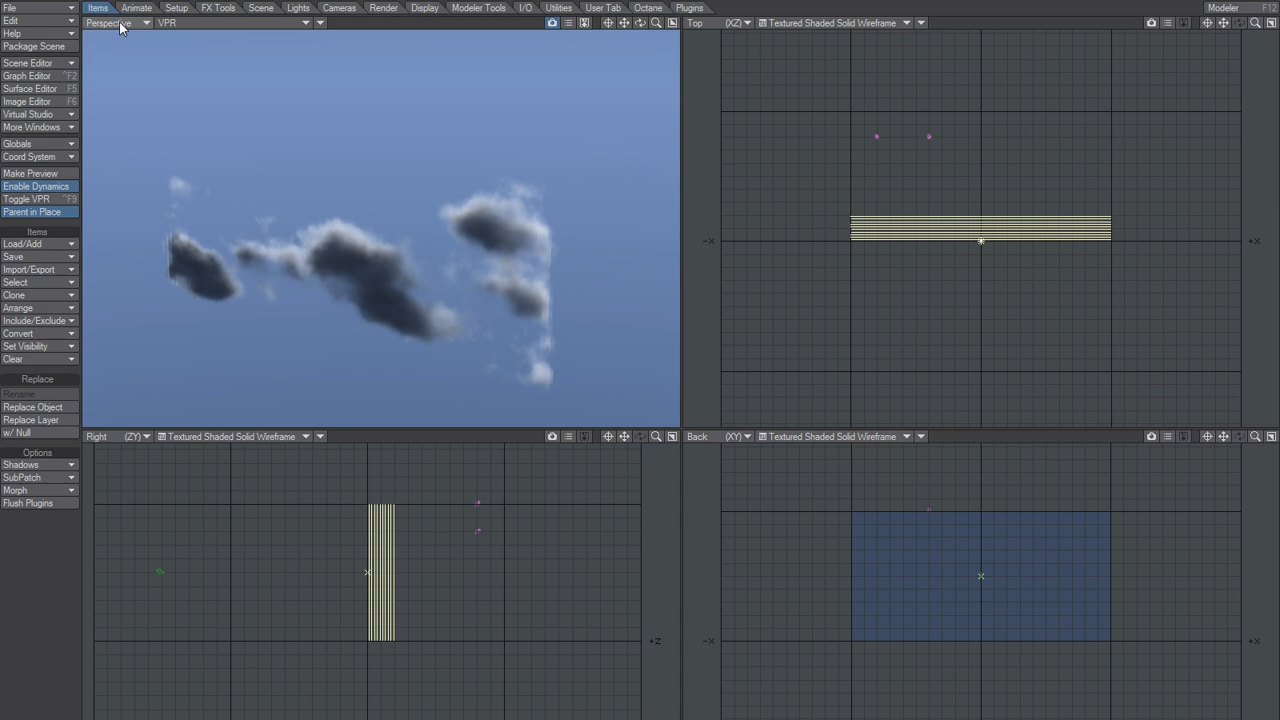 File Items Animate Setup FX Tools Scene Lights Cameras Render Display Modeler Tools I/O Utilities User Tab Octane Plugins Modeler F12
Edit Perspective VPR Top (XZ) Textured Shaded Solid Wireframe
Help
Package Scene
Scene Editor
Graph Editor ^F2
Surface Editor F5
Image Editor F6
Virtual Studio
More Windows
Globals
Coord System
Make Preview
Enable Dynamics
Toggle VPR ^F9
Parent in Place
Items
Load/Add
-X +X
Save
Import/Export
Select
Clone
Arrange
Include/Exclude
Convert
Set Visibility
Clear
Replace
Rename
Replace Object
Replace Layer
w/ Null
Right (ZY) Textured Shaded Solid Wireframe Back (XY) Textured Shaded Solid Wireframe
Options
Shadows
SubPatch
Morph
Flush Plugins
+Z -X +X